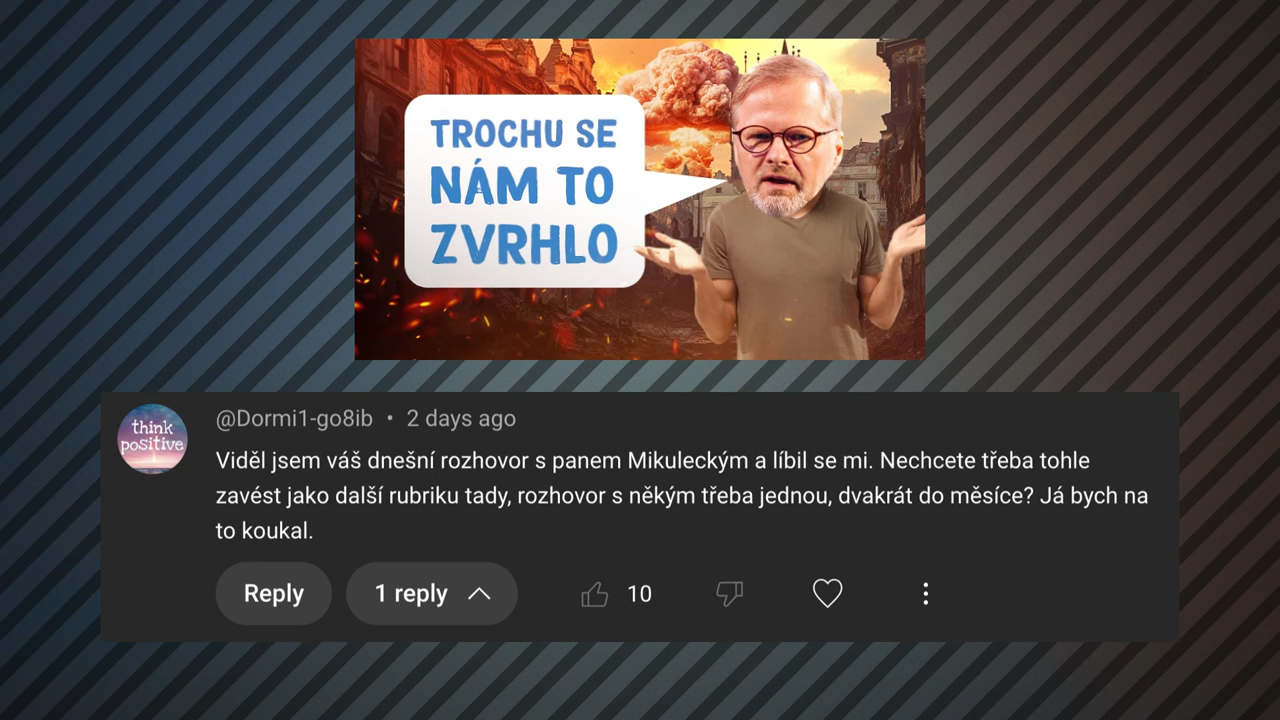 TROCHU SE
NÁM TO
ZVRHLO
think
positive
@Dormi1-go8ib • 2 days ago
Viděl jsem váš dnešní rozhovor s panem Mikuleckým a líbil se mi. Nechcete třeba tohle
zavést jako další rubriku tady, rozhovor s někým třeba jednou, dvakrát do měsíce? Já bych na
to koukal.
Reply 1 reply 10